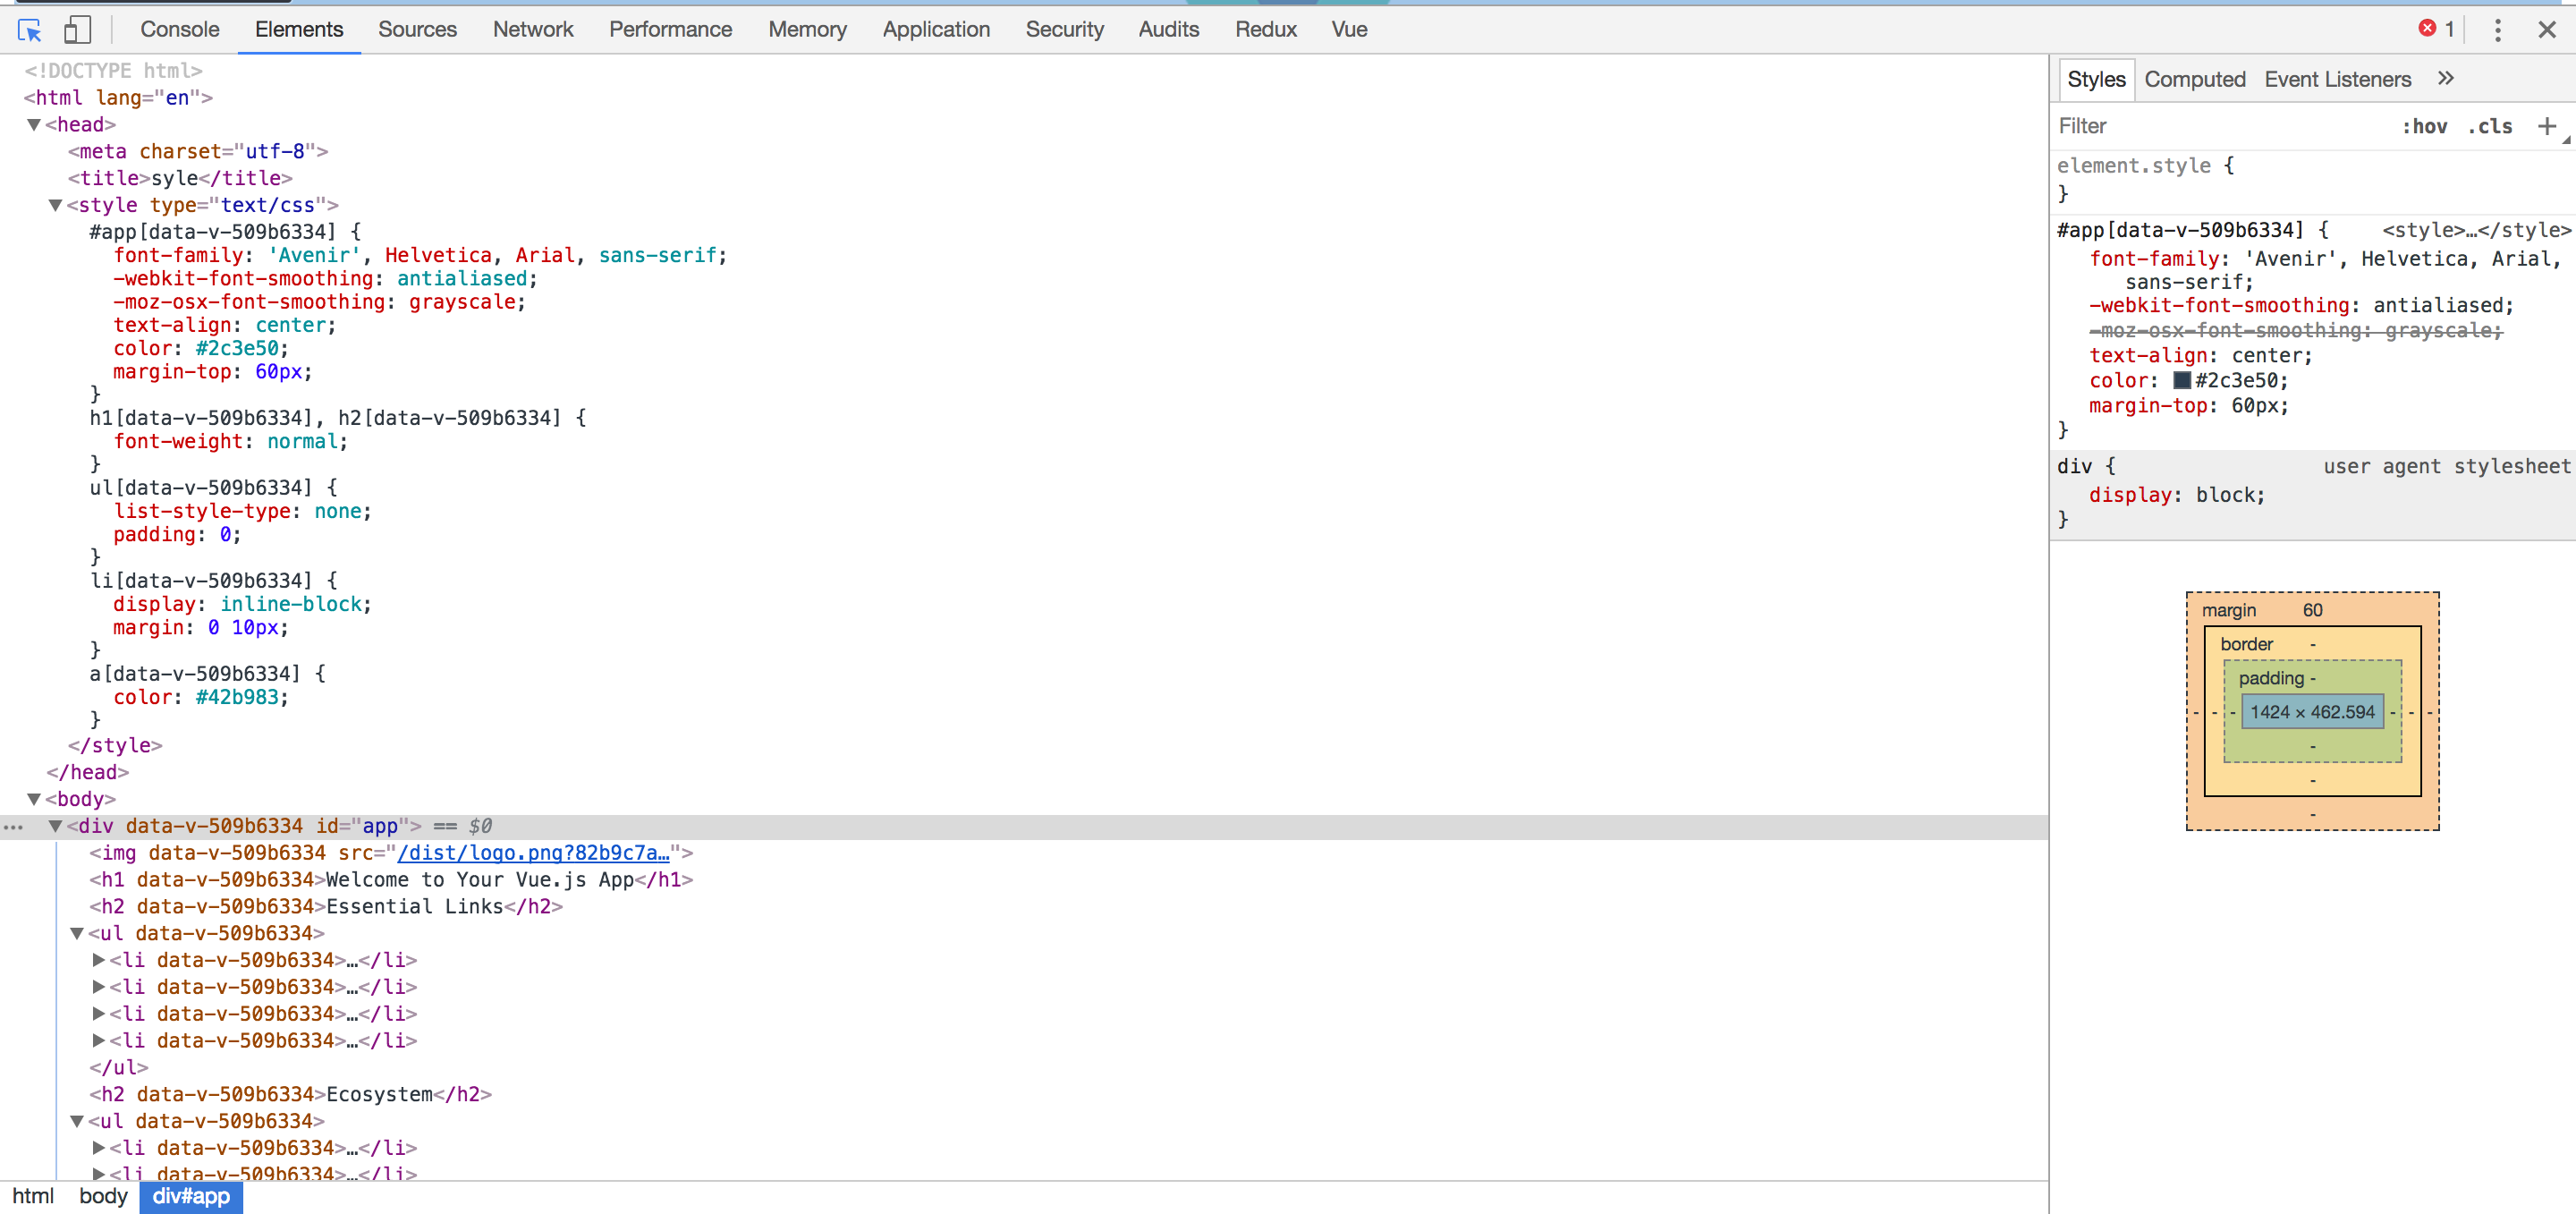 Console Elements Sources Network Performance Memory Application Security Audits Redux Vue 1
<!DOCTYPE html>
<html lang="en">
<head>
<meta charset="utf-8">
<title>syle</title>
<style type="text/css">
#app[data-v-509b6334] {
font-family: 'Avenir', Helvetica, Arial, sans-serif;
-webkit-font-smoothing: antialiased;
-moz-osx-font-smoothing: grayscale;
text-align: center;
color: #2c3e50;
margin-top: 60px;
}
h1[data-v-509b6334], h2[data-v-509b6334] {
font-weight: normal;
}
ul[data-v-509b6334] {
list-style-type: none;
padding: 0;
}
li[data-v-509b6334] {
display: inline-block;
margin: 0 10px;
}
a[data-v-509b6334] {
color: #42b983;
}
</style>
</head>
<body>
… <div data-v-509b6334 id="app"> == $0
<img data-v-509b6334 src="/dist/logo.png?82b9c7a…">
<h1 data-v-509b6334>Welcome to Your Vue.js App</h1>
<h2 data-v-509b6334>Essential Links</h2>
<ul data-v-509b6334>
<li data-v-509b6334>…</li>
<li data-v-509b6334>…</li>
<li data-v-509b6334>…</li>
<li data-v-509b6334>…</li>
</ul>
<h2 data-v-509b6334>Ecosystem</h2>
<ul data-v-509b6334>
<li data-v-509b6334>…</li>
<li data-v-509b6334>…</li>
html body div#app
Styles Computed Event Listeners »
Filter :hov .cls +
element.style {
}
#app[data-v-509b6334] { <style>…</style>
font-family: 'Avenir', Helvetica, Arial,
sans-serif;
-webkit-font-smoothing: antialiased;
-moz-osx-font-smoothing: grayscale;
text-align: center;
color: #2c3e50;
margin-top: 60px;
}
div { user agent stylesheet
display: block;
}
margin 60
border -
padding -
- - - 1424 × 462.594 - - -
-
-
-